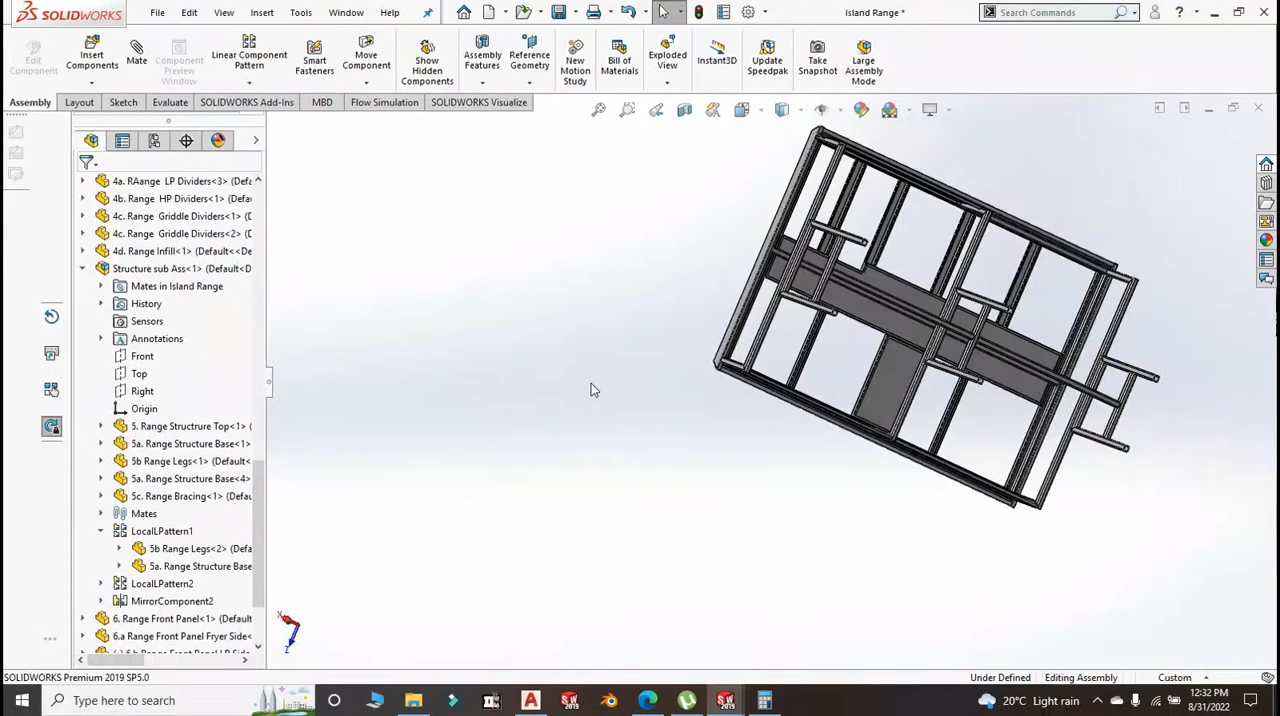 SOLIDWORKS File Edit View Insert Tools Window Help Island Range * Search Commands
Edit Component
Insert Components
Mate
Component Preview Window
Linear Component Pattern
Smart Fasteners
Move Component
Show Hidden Components
Assembly Features
Reference Geometry
New Motion Study
Bill of Materials
Exploded View
Instant3D
Update Speedpak
Take Snapshot
Large Assembly Mode
Assembly Layout Sketch Evaluate SOLIDWORKS Add-Ins MBD Flow Simulation SOLIDWORKS Visualize
4a. RAange LP Dividers<3> (Defa
4b. Range HP Dividers<1> (Defa
4c. Range Griddle Dividers<1> (
4c. Range Griddle Dividers<2> (
4d. Range Infill<1> (Default<<De
Structure sub Ass<1> (Default<D
Mates in Island Range
History
Sensors
Annotations
Front
Top
Right
Origin
5. Range Structrure Top<1> (
5a. Range Structure Base<1>
5b Range Legs<1> (Default<
5a. Range Structure Base<4>
5c. Range Bracing<1> (Defau
Mates
LocalLPattern1
5b Range Legs<2> (Defa
5a. Range Structure Base
LocalLPattern2
MirrorComponent2
6. Range Front Panel<1> (Default
6.a Range Front Panel Fryer Side<
X
Z
SOLIDWORKS Premium 2019 SP5.0 Under Defined Editing Assembly Custom
Type here to search
20°C Light rain
12:32 PM
8/31/2022